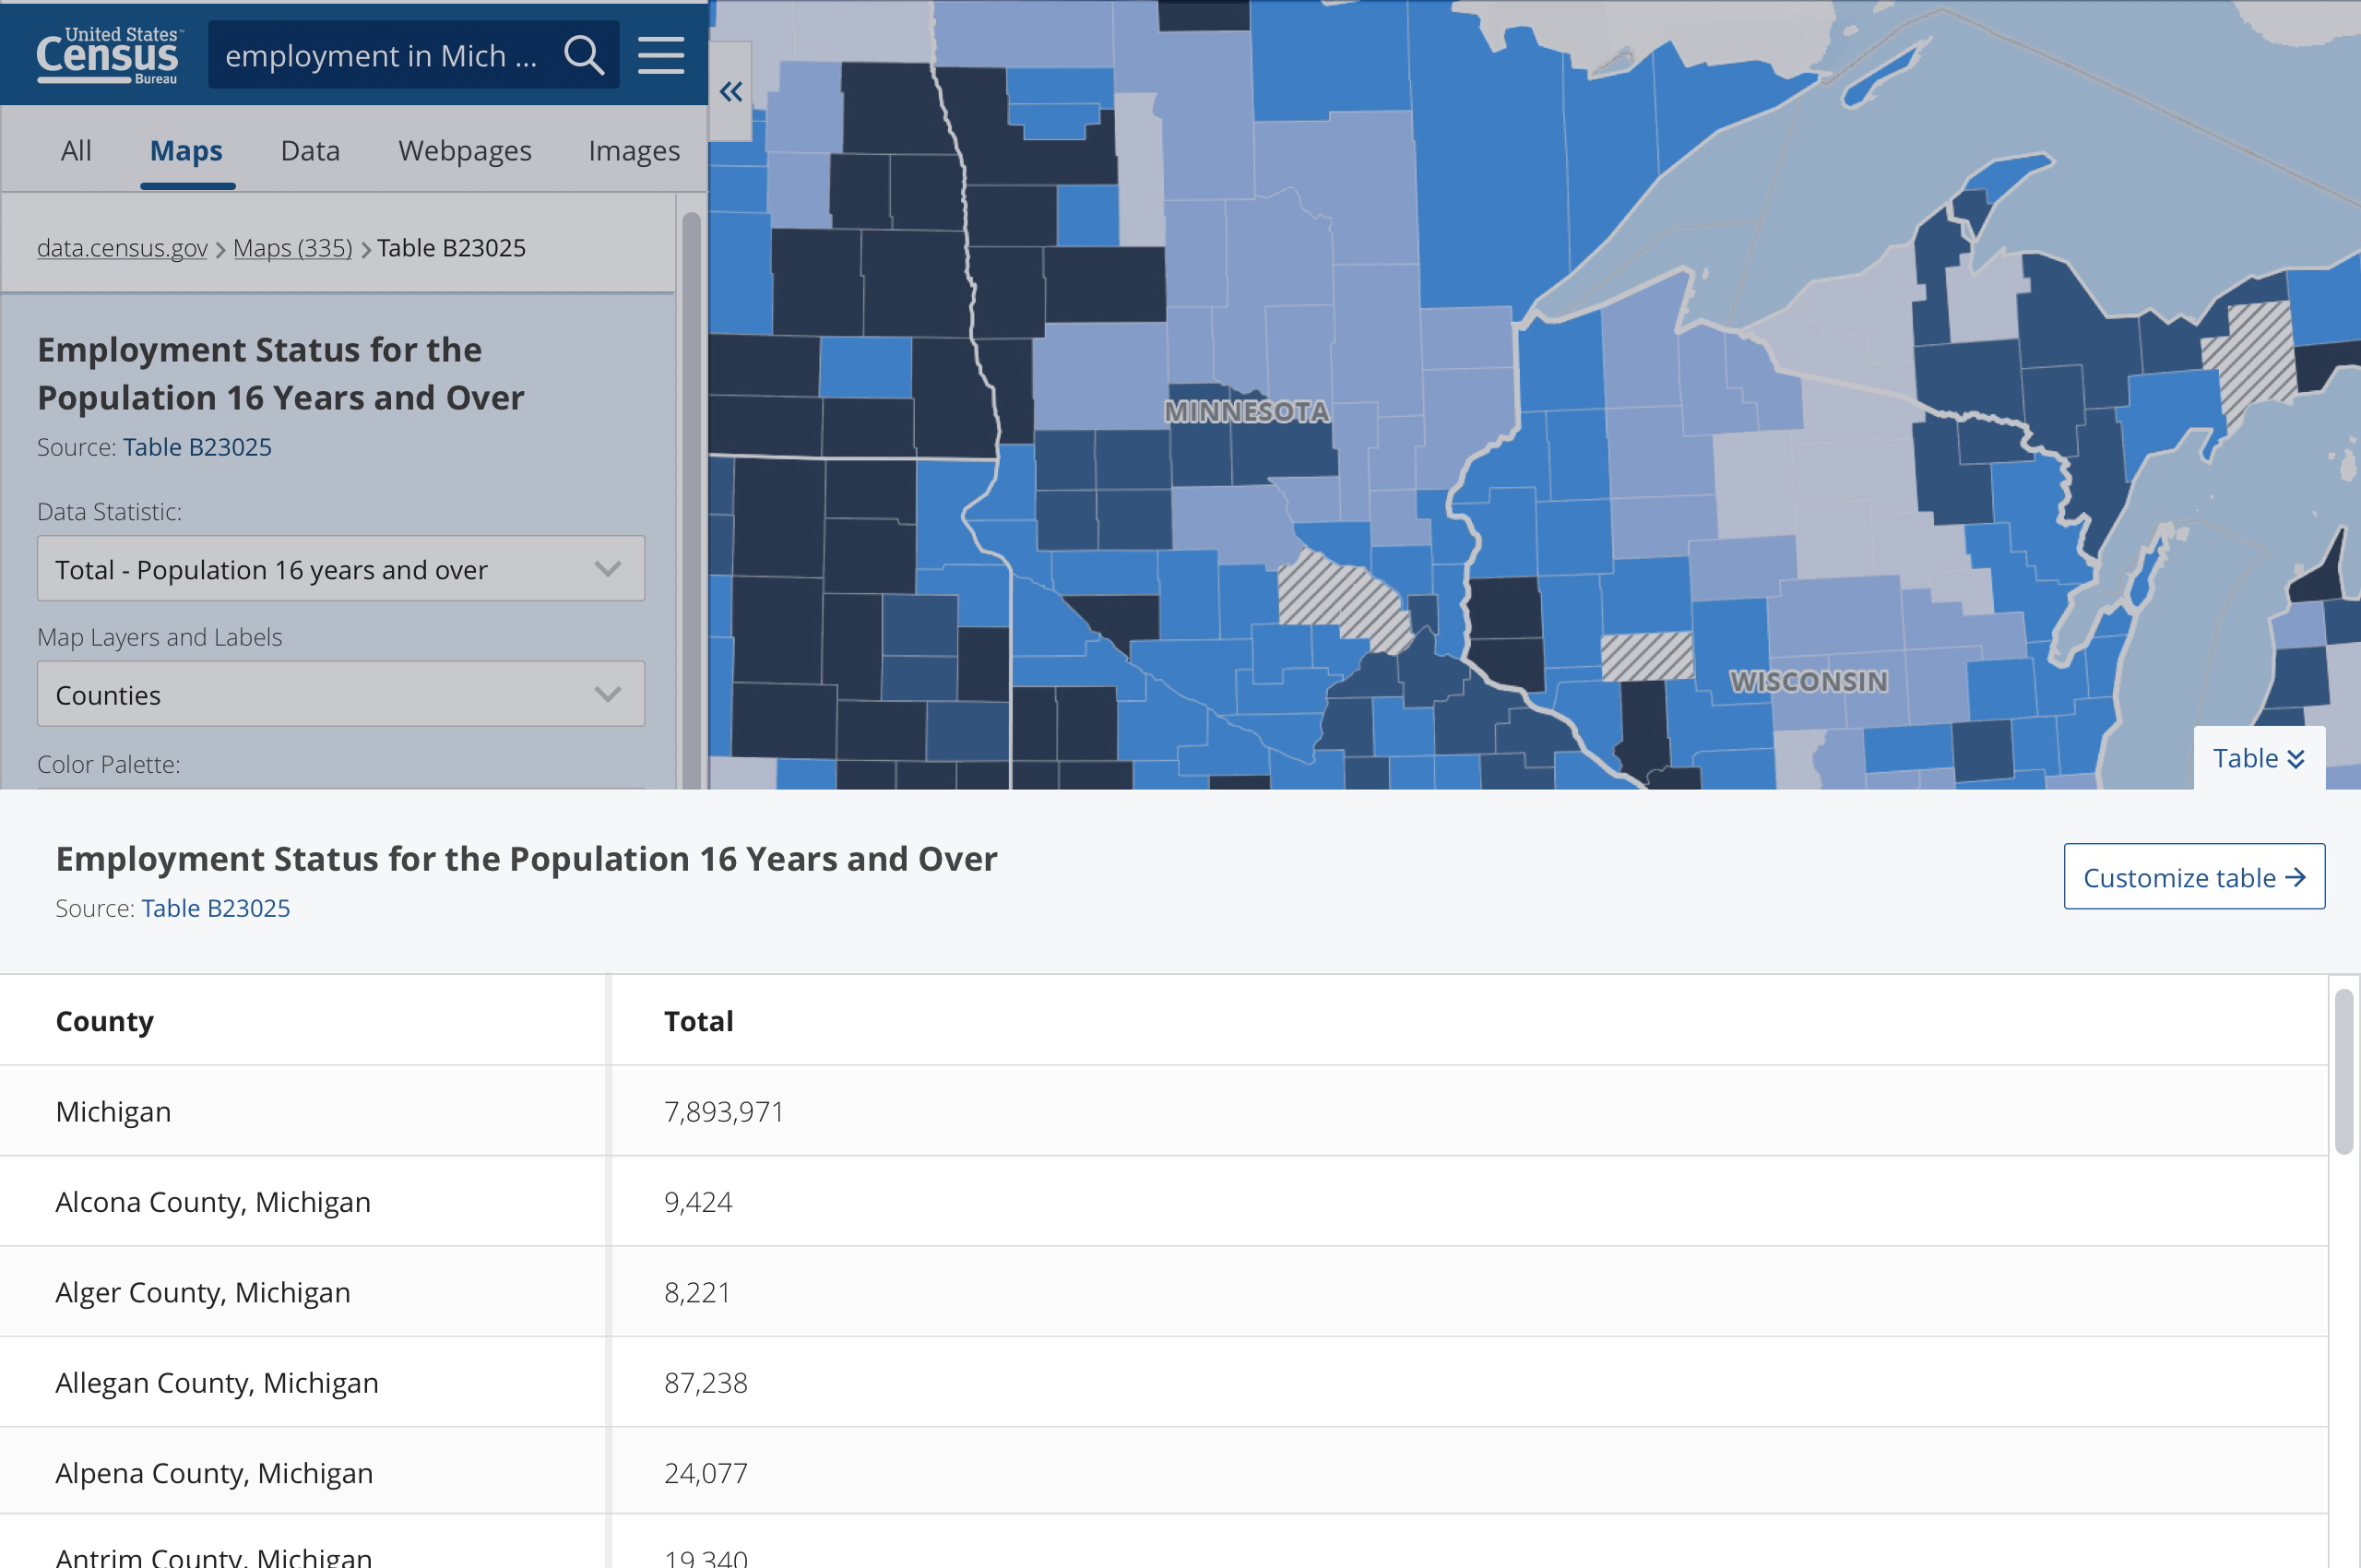 United States™
Census
Bureau
employment in Mich ...
All Maps Data Webpages Images
data.census.gov > Maps (335) > Table B23025
Employment Status for the
Population 16 Years and Over
Source: Table B23025
Data Statistic:
Total - Population 16 years and over
Map Layers and Labels
Counties
Color Palette:
MINNESOTA
WISCONSIN
Table
Employment Status for the Population 16 Years and Over
Source: Table B23025
Customize table →
County Total
Michigan 7,893,971
Alcona County, Michigan 9,424
Alger County, Michigan 8,221
Allegan County, Michigan 87,238
Alpena County, Michigan 24,077
Antrim County, Michigan 19,340